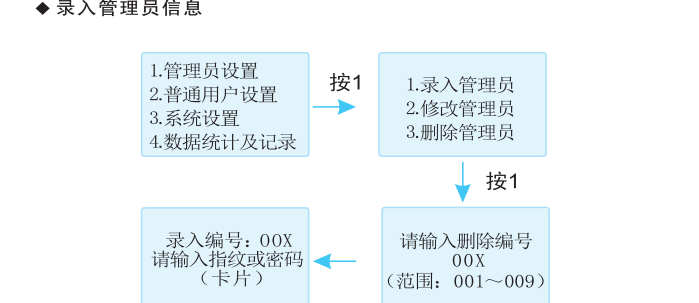 ◆ 录入管理员信息
1.管理员设置
2.普通用户设置
3.系统设置
4.数据统计及记录
按1
1.录入管理员
2.修改管理员
3.删除管理员
按1
请输入删除编号
00X
(范围：001～009)
录入编号：00X
请输入指纹或密码
(卡片)